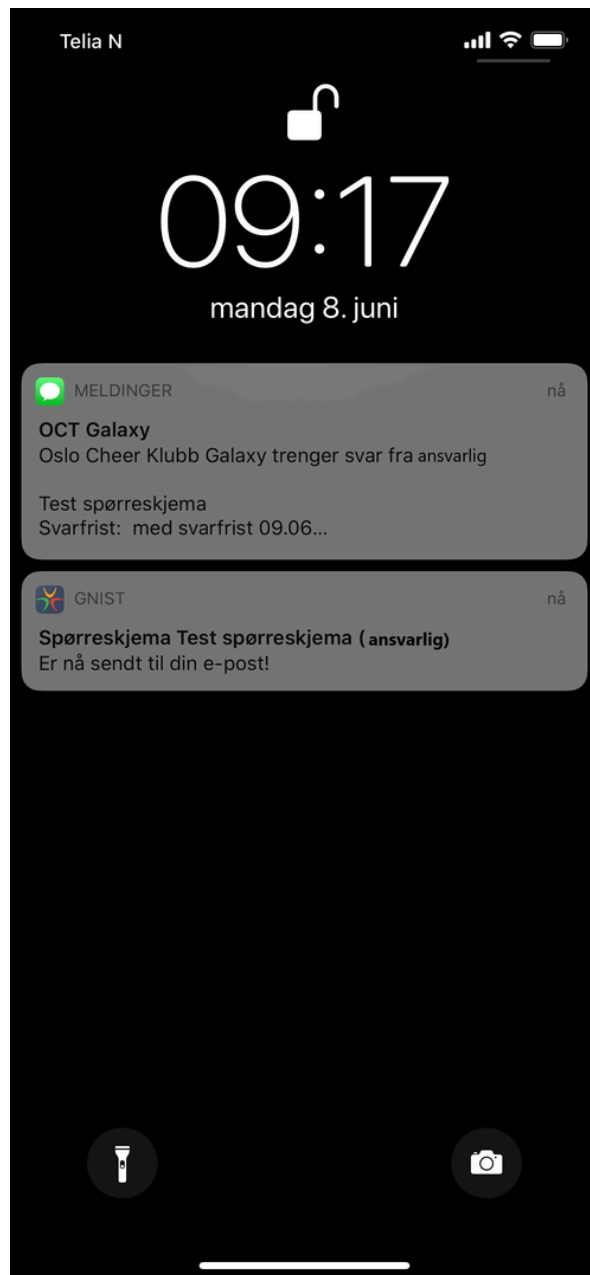 Telia N
09:17
mandag 8. juni
MELDINGER nå
OCT Galaxy
Oslo Cheer Klubb Galaxy trenger svar fra ansvarlig
Test spørreskjema
Svarfrist: med svarfrist 09.06...
GNIST nå
Spørreskjema Test spørreskjema (ansvarlig)
Er nå sendt til din e-post!